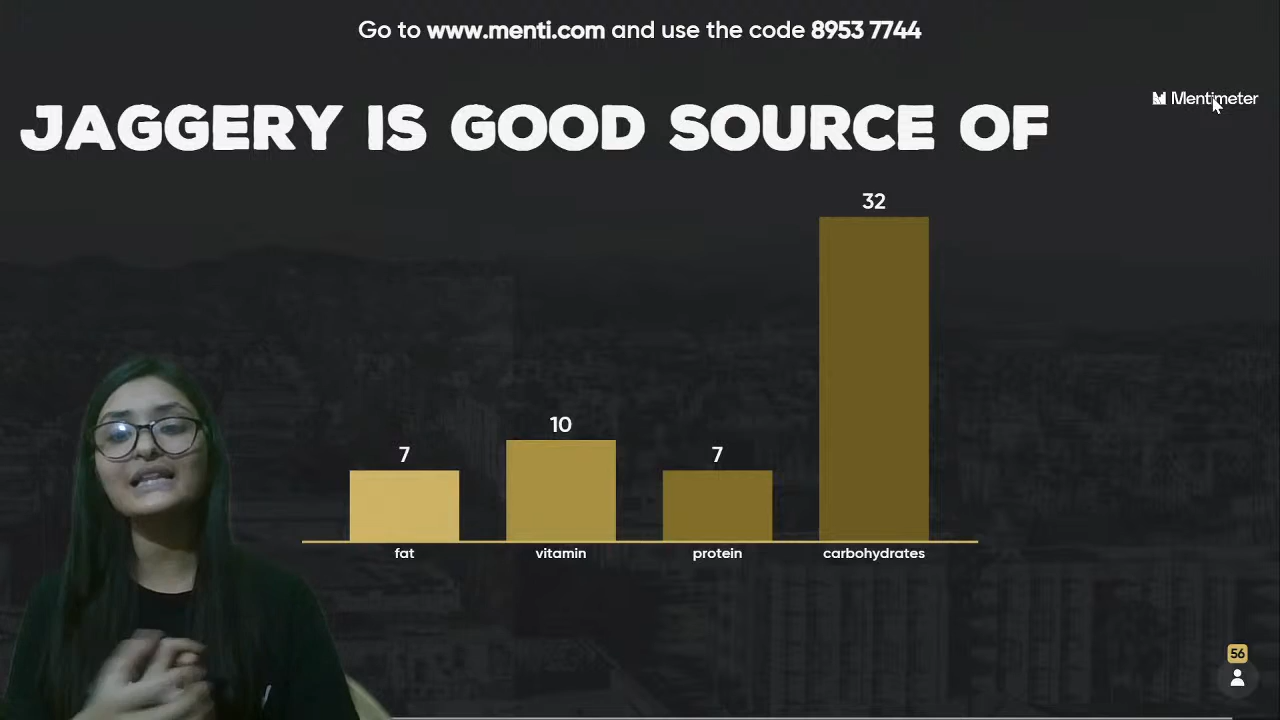 Go to www.menti.com and use the code 8953 7744
Mentimeter
JAGGERY IS GOOD SOURCE OF
32
10
7
7
fat
vitamin
protein
carbohydrates
56